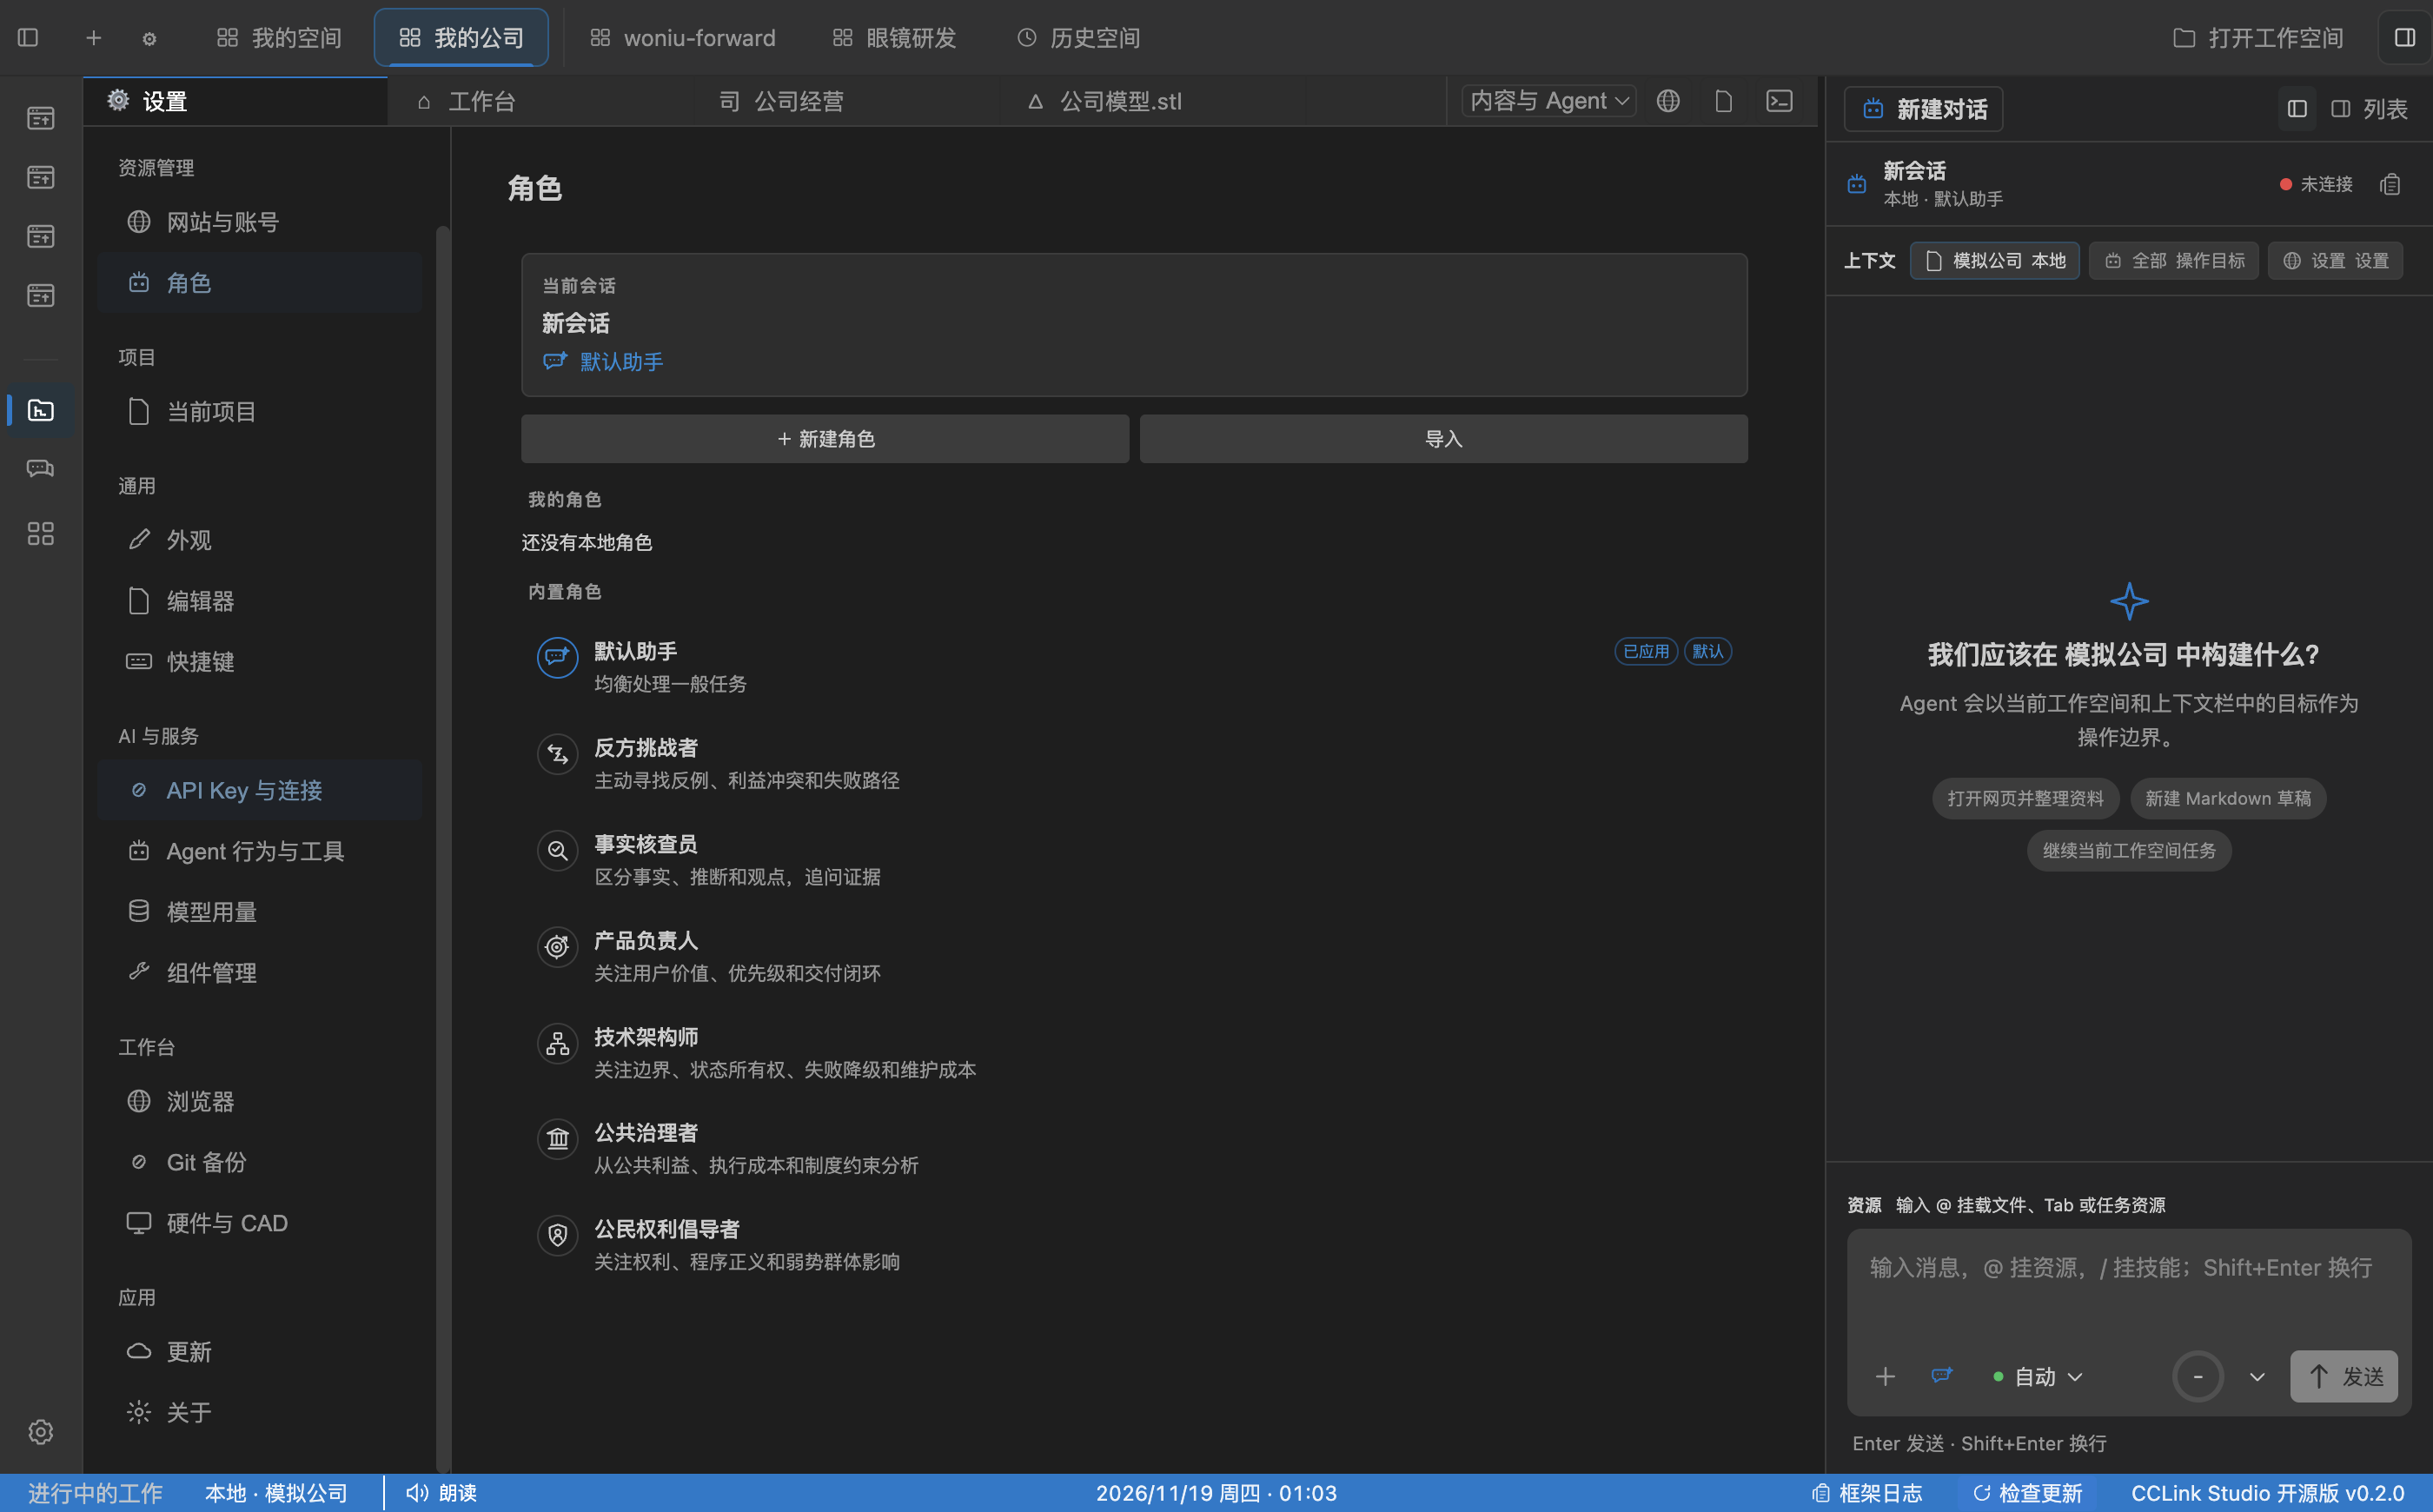 我的空间
我的公司
woniu-forward
眼镜研发
历史空间
打开工作空间
设置
工作台
司 公司经营
公司模型.stl
内容与 Agent
新建对话
列表
资源管理
网站与账号
角色
项目
当前项目
通用
外观
编辑器
快捷键
AI 与服务
API Key 与连接
Agent 行为与工具
模型用量
组件管理
工作台
浏览器
Git 备份
硬件与 CAD
应用
更新
关于
角色
当前会话
新会话
默认助手
+ 新建角色
导入
我的角色
还没有本地角色
内置角色
默认助手
已应用
默认
均衡处理一般任务
反方挑战者
主动寻找反例、利益冲突和失败路径
事实核查员
区分事实、推断和观点，追问证据
产品负责人
关注用户价值、优先级和交付闭环
技术架构师
关注边界、状态所有权、失败降级和维护成本
公共治理者
从公共利益、执行成本和制度约束分析
公民权利倡导者
关注权利、程序正义和弱势群体影响
新会话
本地 · 默认助手
未连接
上下文
模拟公司 本地
全部 操作目标
设置 设置
我们应该在 模拟公司 中构建什么？
Agent 会以当前工作空间和上下文栏中的目标作为
操作边界。
打开网页并整理资料
新建 Markdown 草稿
继续当前工作空间任务
资源 输入 @ 挂载文件、Tab 或任务资源
输入消息，@ 挂资源，/ 挂技能；Shift+Enter 换行
自动
-
发送
Enter 发送 · Shift+Enter 换行
进行中的工作
本地 · 模拟公司
朗读
2026/11/19 周四 · 01:03
框架日志
检查更新
CCLink Studio 开源版 v0.2.0